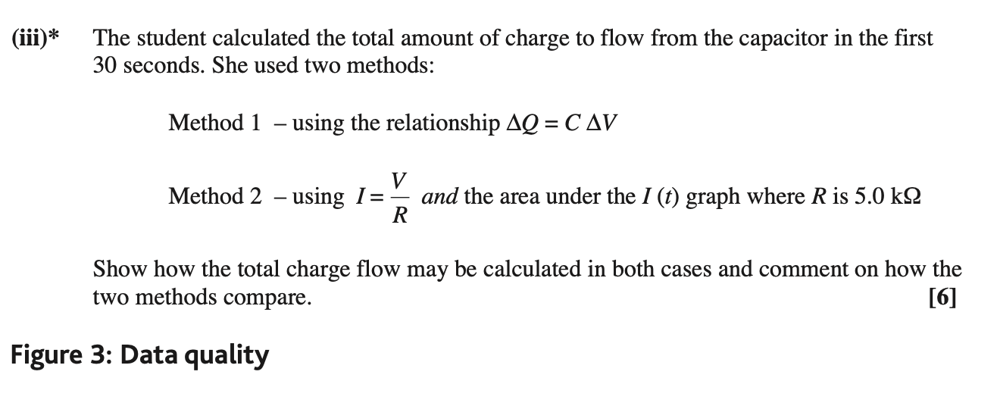 (iii)* The student calculated the total amount of charge to flow from the capacitor in the first
30 seconds. She used two methods:
Method 1 – using the relationship ΔQ = C ΔV
Method 2 – using I = V/R and the area under the I (t) graph where R is 5.0 kΩ
Show how the total charge flow may be calculated in both cases and comment on how the
two methods compare. [6]
Figure 3: Data quality